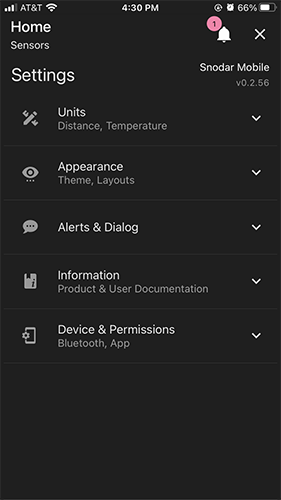 AT&T 4:30 PM 66%
Home
1
Sensors
Settings
Snodar Mobile
v0.2.56
Units
Distance, Temperature
Appearance
Theme, Layouts
Alerts & Dialog
Information
Product & User Documentation
Device & Permissions
Bluetooth, App